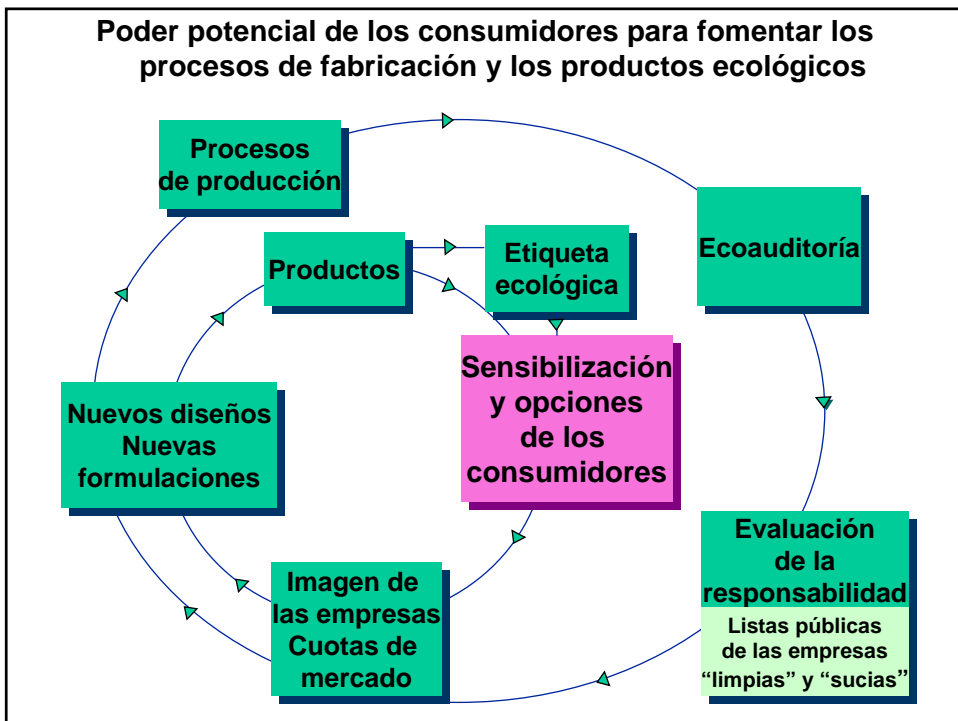 Poder potencial de los consumidores para fomentar los
procesos de fabricación y los productos ecológicos
Procesos
de producción
Ecoauditoría
Productos
Etiqueta
ecológica
Sensibilización
y opciones
de los
consumidores
Nuevos diseños
Nuevas
formulaciones
Evaluación
de la
responsabilidad
Listas públicas
de las empresas
“limpias” y “sucias”
Imagen de
las empresas
Cuotas de
mercado